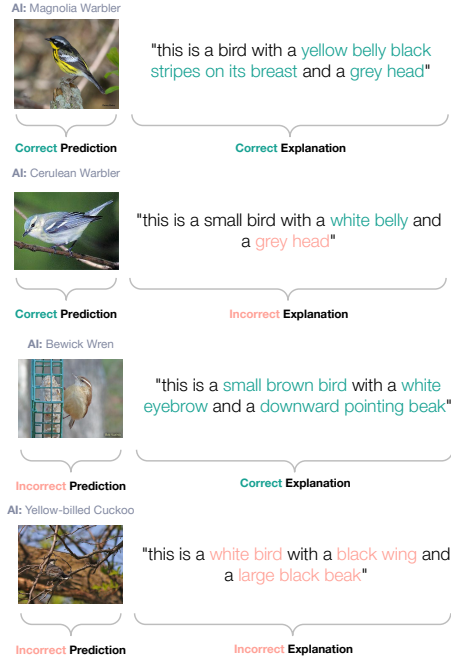 AI: Magnolia Warbler
"this is a bird with a yellow belly black
stripes on its breast and a grey head"
Correct Prediction
Correct Explanation
AI: Cerulean Warbler
"this is a small bird with a white belly and
a grey head"
Correct Prediction
Incorrect Explanation
AI: Bewick Wren
"this is a small brown bird with a white
eyebrow and a downward pointing beak"
Incorrect Prediction
Correct Explanation
AI: Yellow-billed Cuckoo
"this is a white bird with a black wing and
a large black beak"
Incorrect Prediction
Incorrect Explanation